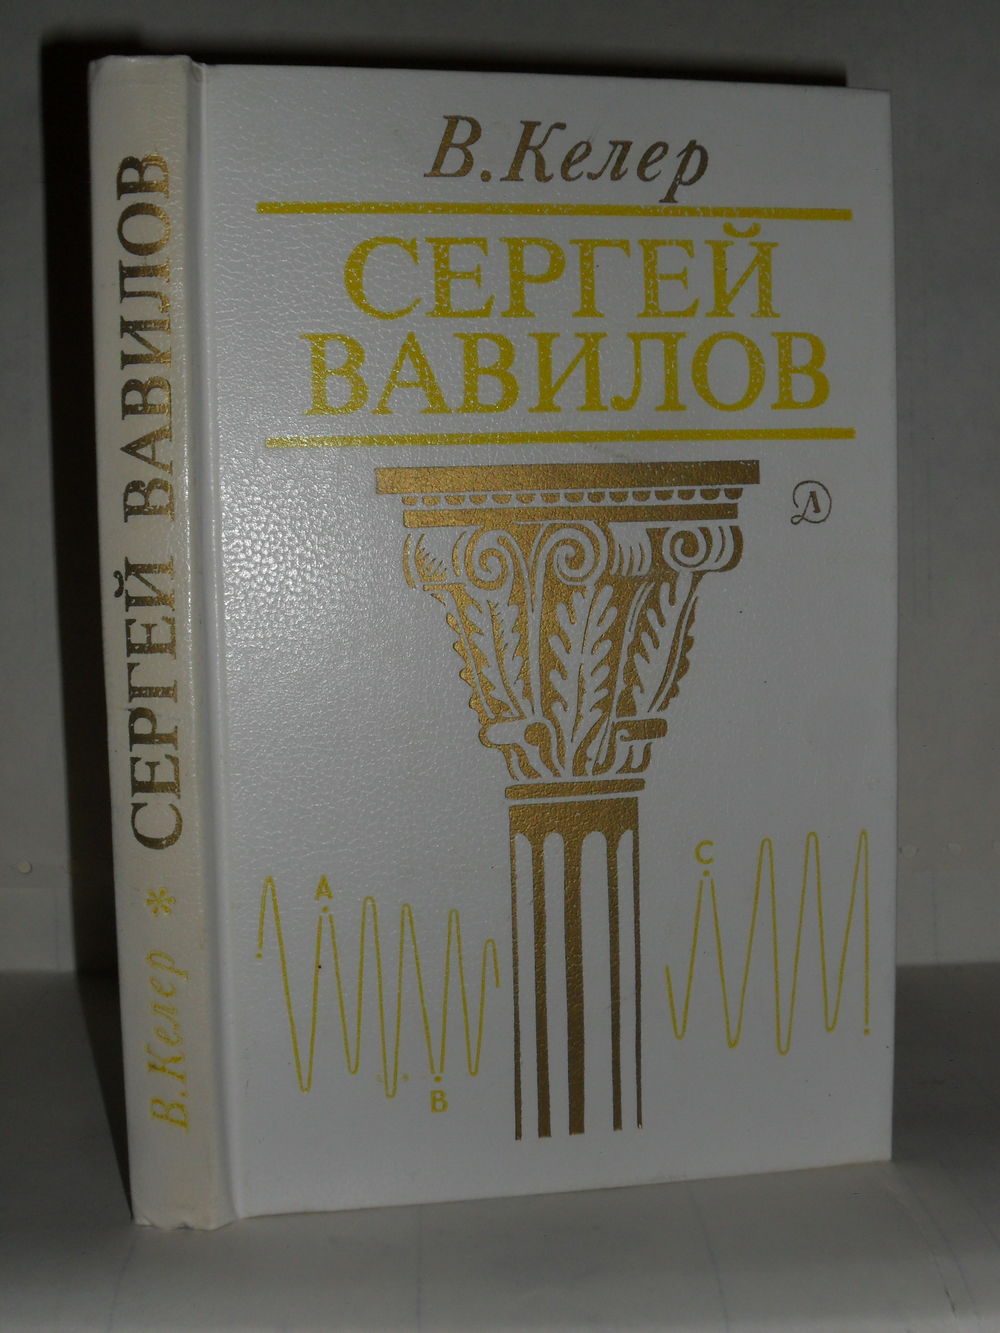 В. Келер
СЕРГЕЙ
ВАВИЛОВ
Д
А
В
С
В. Келер * СЕРГЕЙ ВАВИЛОВ